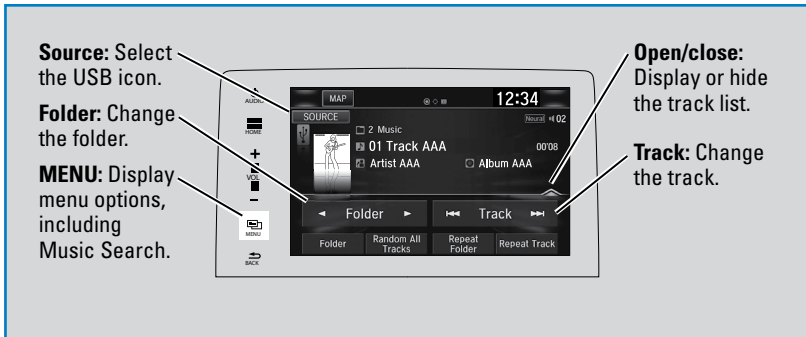 Source: Select
the USB icon.
Folder: Change
the folder.
MENU: Display
menu options,
including
Music Search.
AUDIO
HOME
+
VOL
−
MENU
BACK
MAP
12:34
SOURCE
Neural 02
2 Music
01 Track AAA
00'08
Artist AAA
Album AAA
Folder
Track
Folder
Random All
Tracks
Repeat
Folder
Repeat Track
Open/close:
Display or hide
the track list.
Track: Change
the track.